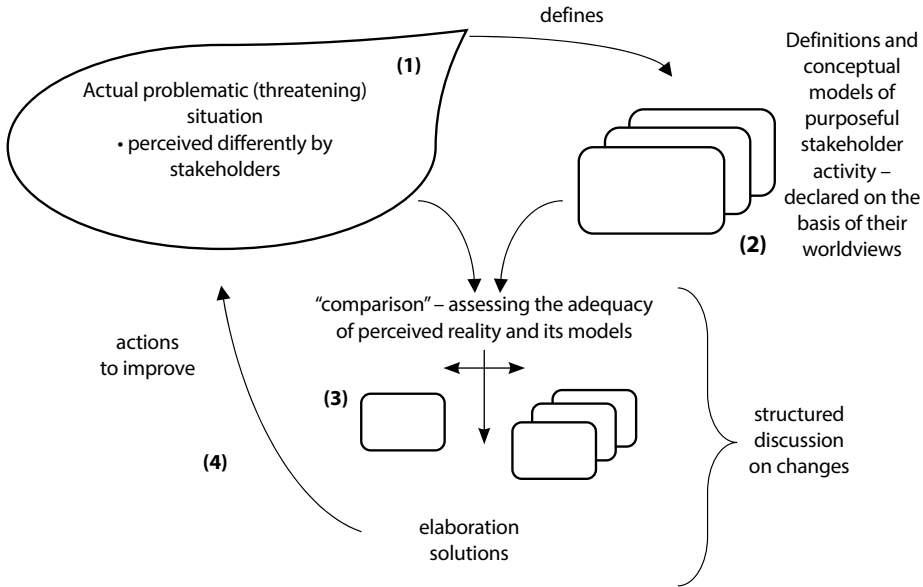 defines
(1)
Actual problematic (threatening)
situation
• perceived differently by
stakeholders
Definitions and
conceptual
models of
purposeful
stakeholder
activity –
declared on the
basis of their
worldviews
(2)
“comparison” – assessing the adequacy
of perceived reality and its models
actions
to improve
(3)
structured
discussion
on changes
(4)
elaboration
solutions